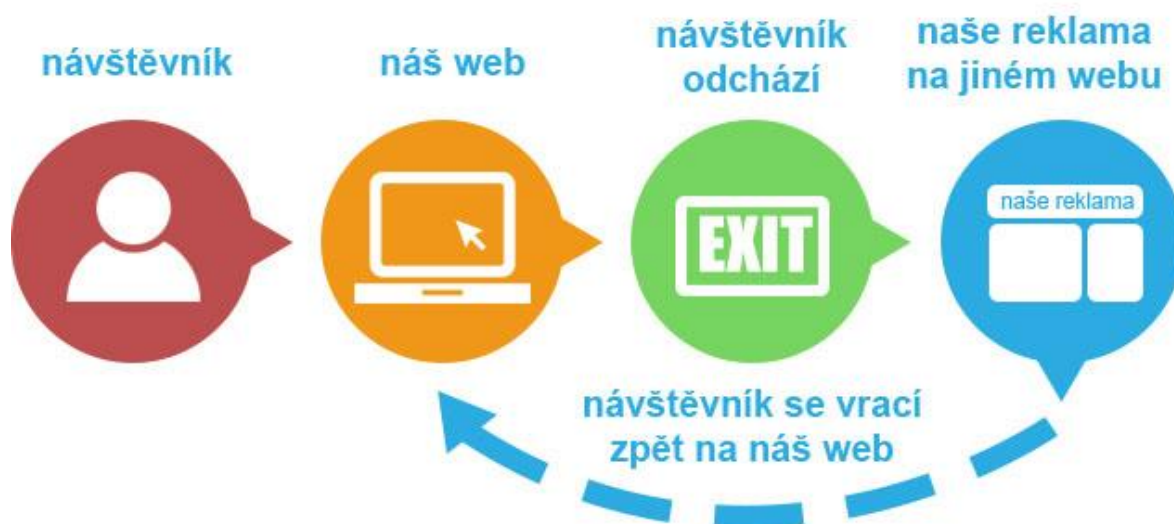 návštěvník
náš web
návštěvník
odchází
naše reklama
na jiném webu
EXIT
naše reklama
návštěvník se vrací
zpět na náš web